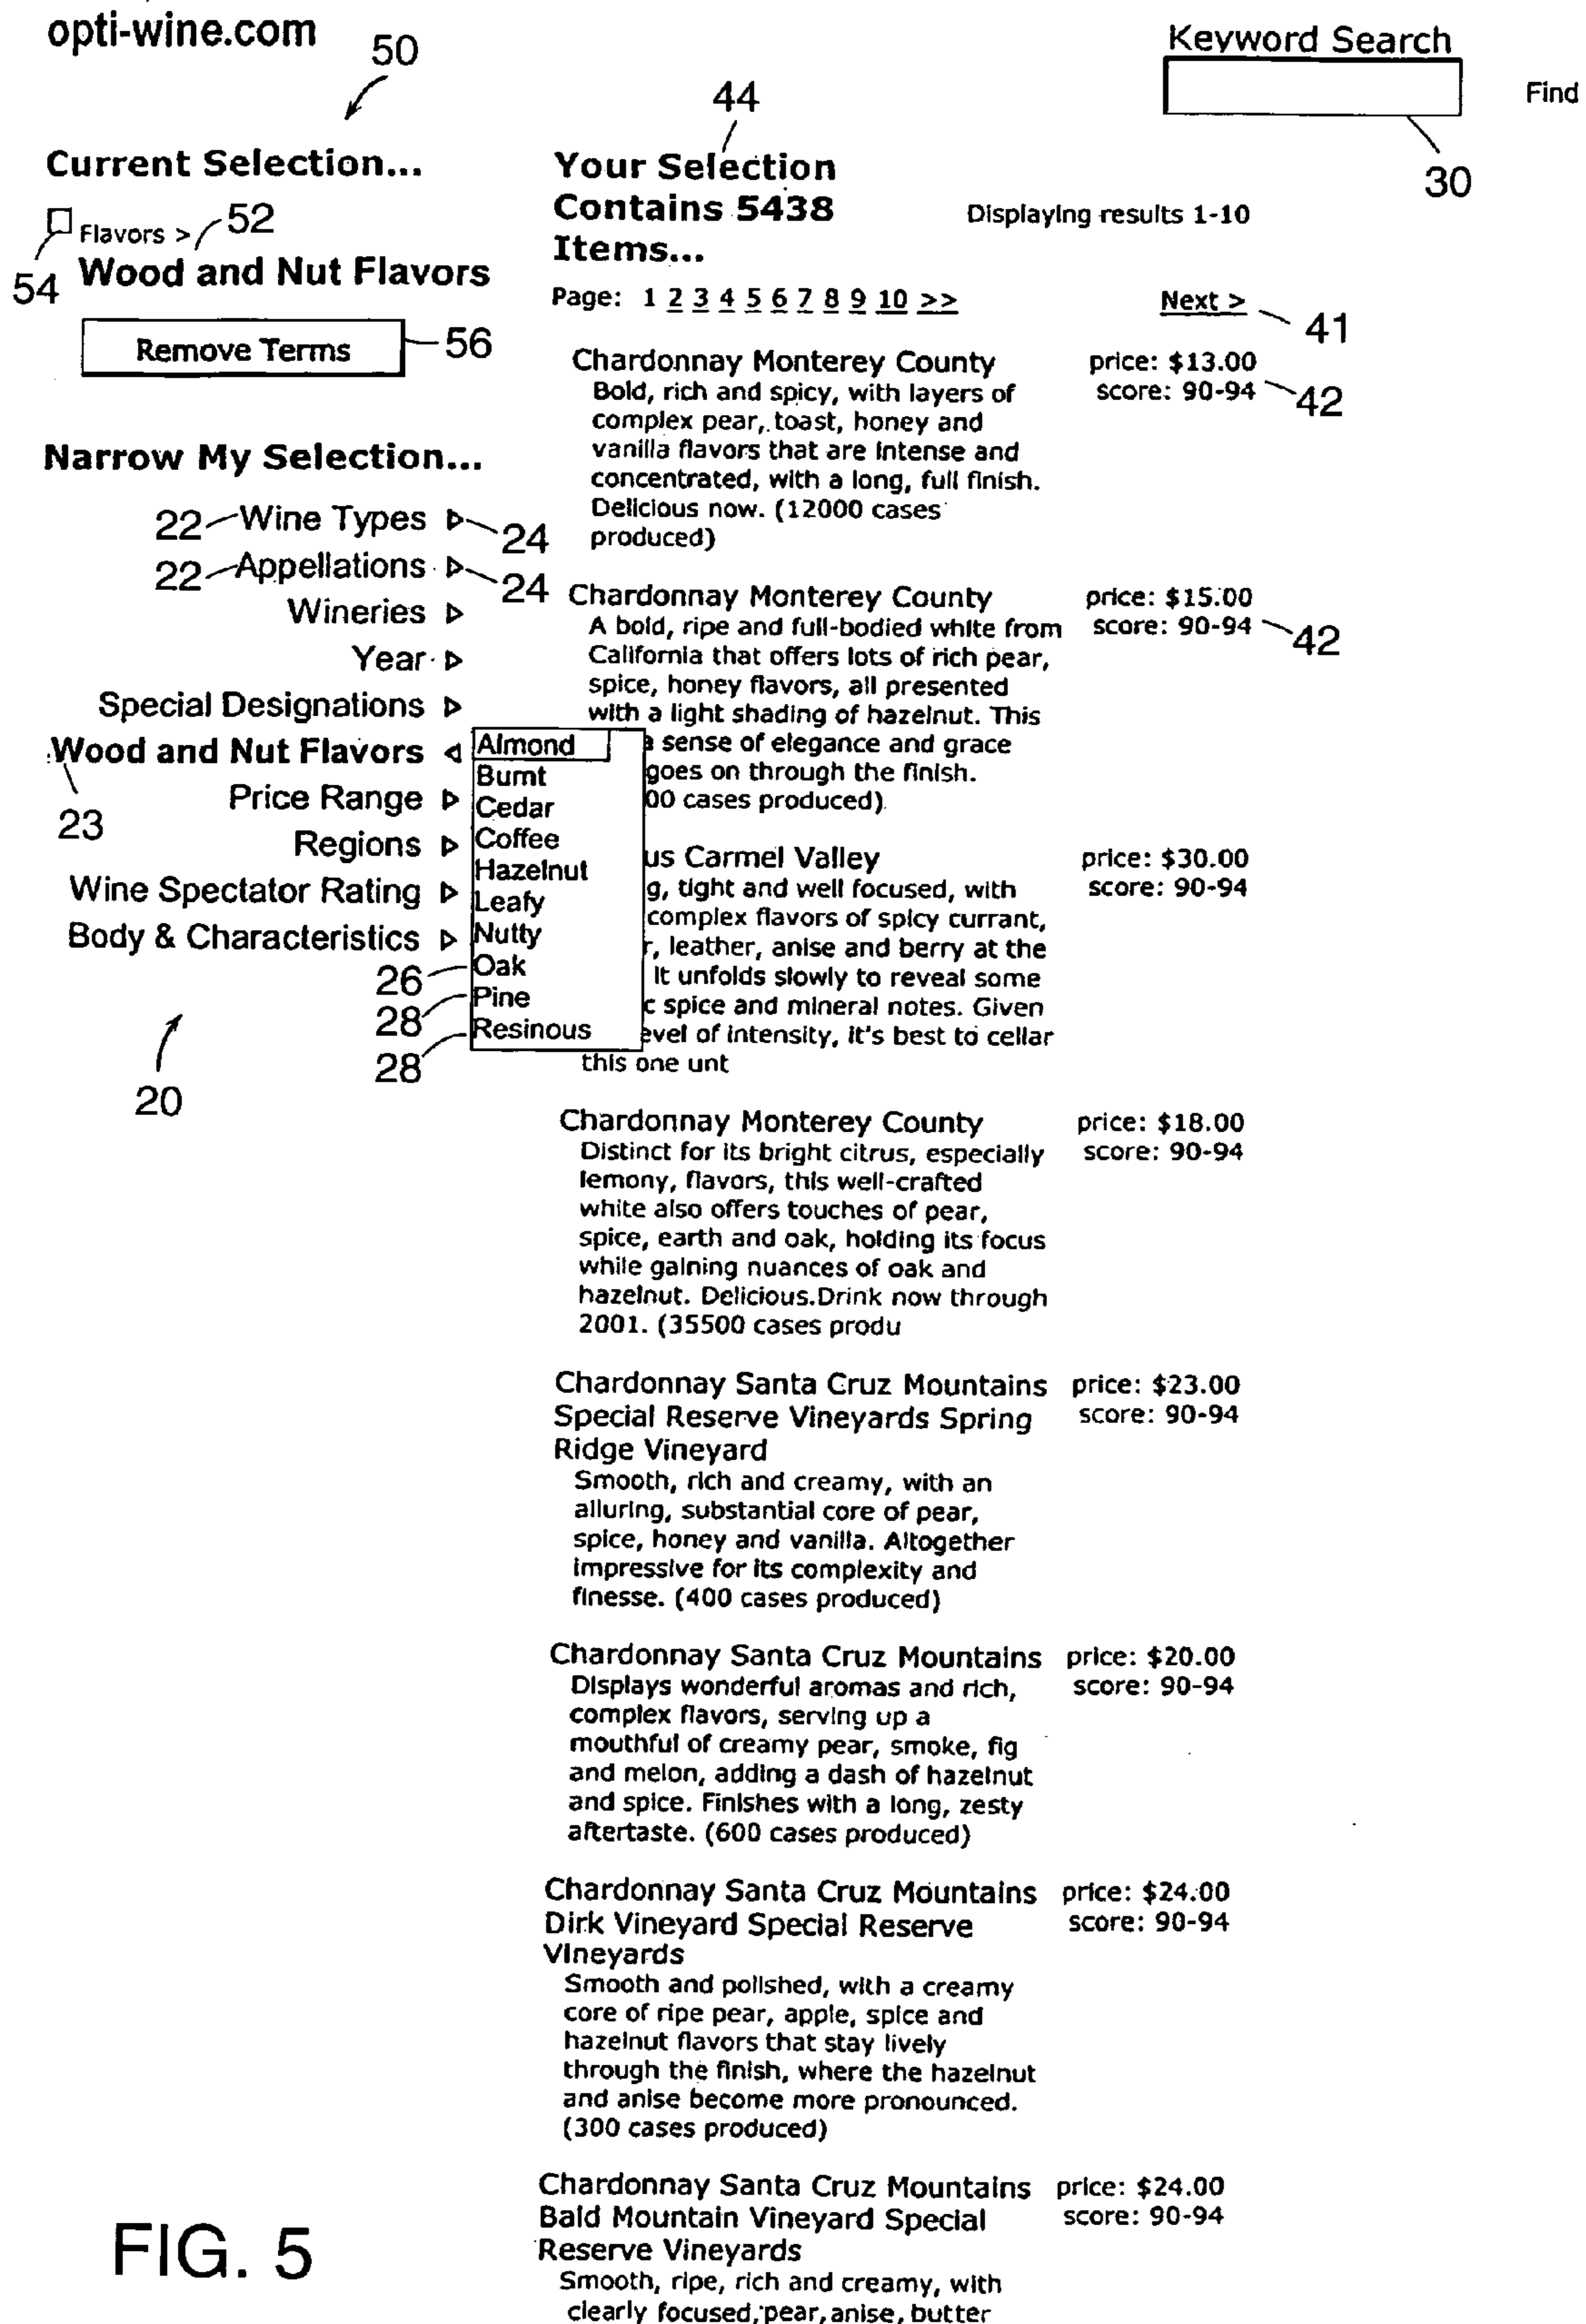 opti-wine.com
50
Keyword Search
Find
30
44
Current Selection...
Flavors >
52
54
Wood and Nut Flavors
Remove Terms
56
Narrow My Selection...
22
Wine Types
24
22
Appellations
24
Wineries
Year
Special Designations
Wood and Nut Flavors
23
Price Range
Regions
Wine Spectator Rating
Body & Characteristics
20
Almond
Burnt
Cedar
Coffee
Hazelnut
Leafy
Nutty
26
Oak
28
Pine
28
Resinous
Your Selection
Contains 5438
Items...
Displaying results 1-10
Page: 1 2 3 4 5 6 7 8 9 10 >>
Next >
41
Chardonnay Monterey County
price: $13.00
score: 90-94
42
Bold, rich and spicy, with layers of
complex pear, toast, honey and
vanilla flavors that are intense and
concentrated, with a long, full finish.
Delicious now. (12000 cases
produced)
Chardonnay Monterey County
price: $15.00
score: 90-94
42
A bold, ripe and full-bodied white from
California that offers lots of rich pear,
spice, honey flavors, all presented
with a light shading of hazelnut. This
sense of elegance and grace
goes on through the finish.
00 cases produced)
us Carmel Valley
price: $30.00
score: 90-94
g, tight and well focused, with
complex flavors of spicy currant,
r, leather, anise and berry at the
It unfolds slowly to reveal some
c spice and mineral notes. Given
evel of intensity, it's best to cellar
this one unt
Chardonnay Monterey County
price: $18.00
score: 90-94
Distinct for its bright citrus, especially
lemony, flavors, this well-crafted
white also offers touches of pear,
spice, earth and oak, holding its focus
while gaining nuances of oak and
hazelnut. Delicious.Drink now through
2001. (35500 cases produ
Chardonnay Santa Cruz Mountains
Special Reserve Vineyards Spring
Ridge Vineyard
price: $23.00
score: 90-94
Smooth, rich and creamy, with an
alluring, substantial core of pear,
spice, honey and vanilla. Altogether
impressive for its complexity and
finesse. (400 cases produced)
Chardonnay Santa Cruz Mountains
price: $20.00
score: 90-94
Displays wonderful aromas and rich,
complex flavors, serving up a
mouthful of creamy pear, smoke, fig
and melon, adding a dash of hazelnut
and spice. Finishes with a long, zesty
aftertaste. (600 cases produced)
Chardonnay Santa Cruz Mountains
Dirk Vineyard Special Reserve
Vineyards
price: $24.00
score: 90-94
Smooth and polished, with a creamy
core of ripe pear, apple, spice and
hazelnut flavors that stay lively
through the finish, where the hazelnut
and anise become more pronounced.
(300 cases produced)
Chardonnay Santa Cruz Mountains
Bald Mountain Vineyard Special
Reserve Vineyards
price: $24.00
score: 90-94
Smooth, ripe, rich and creamy, with
clearly focused, pear, anise, butter
FIG. 5